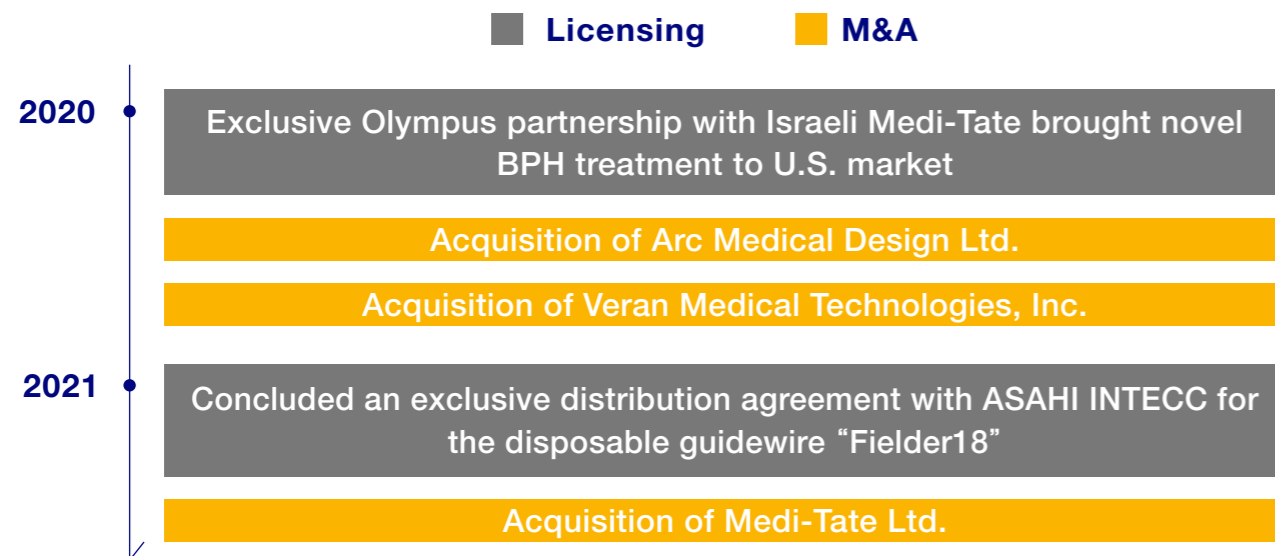 Licensing
M&A
2020
Exclusive Olympus partnership with Israeli Medi-Tate brought novel
BPH treatment to U.S. market
Acquisition of Arc Medical Design Ltd.
Acquisition of Veran Medical Technologies, Inc.
2021
Concluded an exclusive distribution agreement with ASAHI INTECC for
the disposable guidewire “Fielder18”
Acquisition of Medi-Tate Ltd.